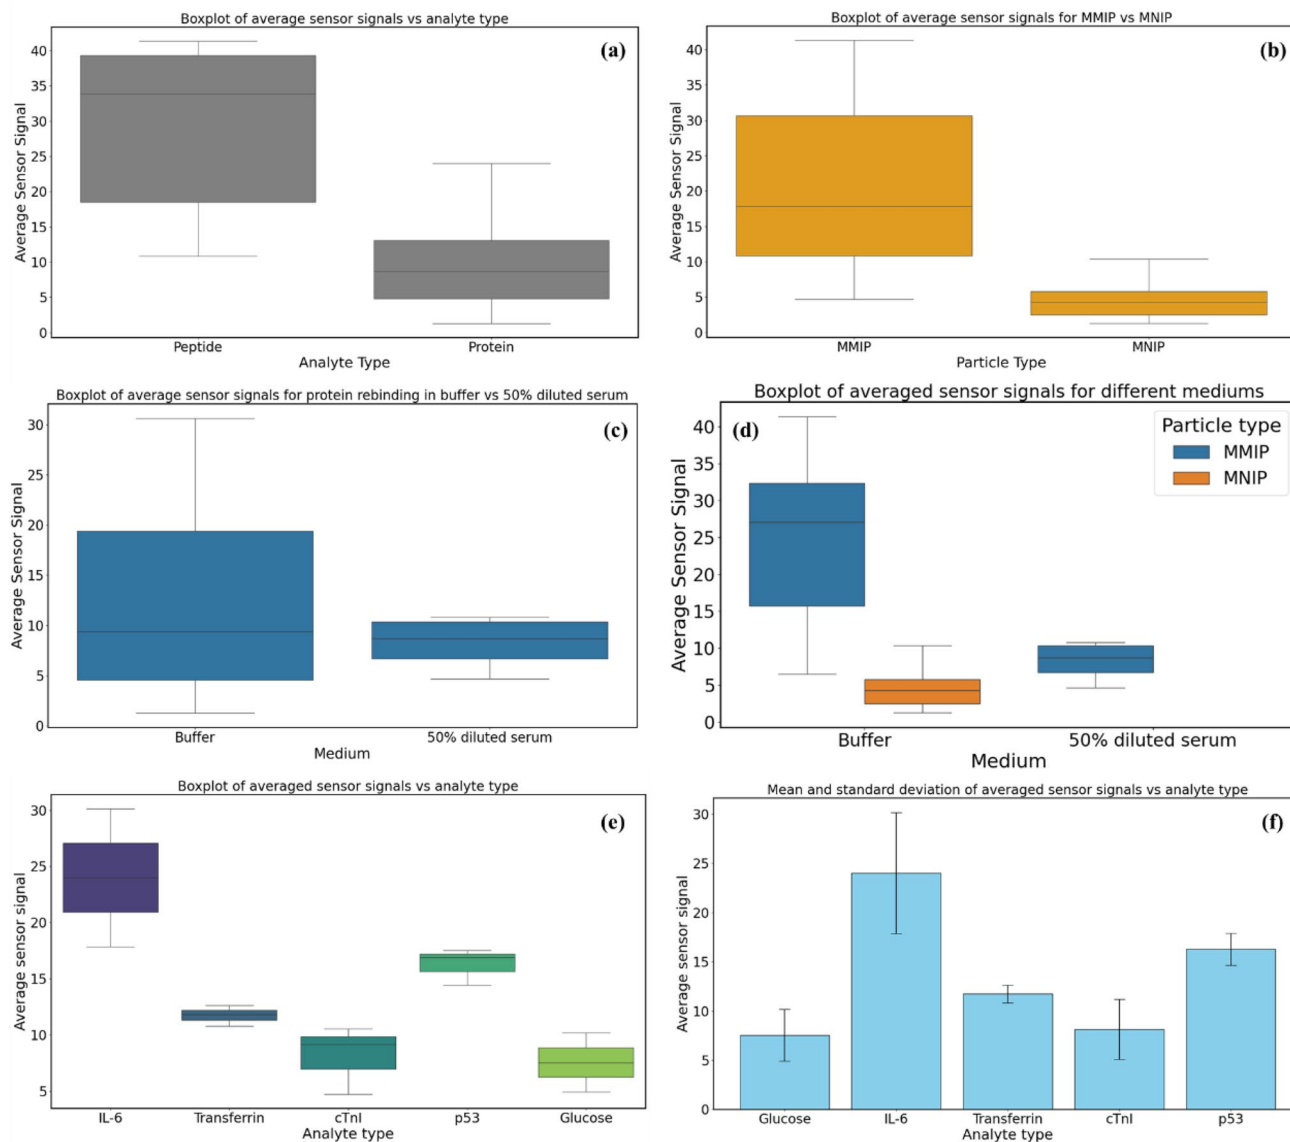 Boxplot of average sensor signals vs analyte type
(a)
Average Sensor Signal
40
35
30
25
20
15
10
5
0
Peptide
Protein
Analyte Type
Boxplot of average sensor signals for MMIP vs MNIP
(b)
Average Sensor Signal
40
35
30
25
20
15
10
5
0
MMIP
MNIP
Particle Type
Boxplot of average sensor signals for protein rebinding in buffer vs 50% diluted serum
(c)
Average Sensor Signal
30
25
20
15
10
5
0
Buffer
50% diluted serum
Medium
Boxplot of averaged sensor signals for different mediums
(d)
Particle type
MMIP
MNIP
Average Sensor Signal
40
35
30
25
20
15
10
5
0
Buffer
50% diluted serum
Medium
Boxplot of averaged sensor signals vs analyte type
(e)
Average sensor signal
30
25
20
15
10
5
IL-6
Transferrin
cTnI
p53
Glucose
Analyte type
Mean and standard deviation of averaged sensor signals vs analyte type
(f)
Average sensor signal
30
25
20
15
10
5
0
Glucose
IL-6
Transferrin
cTnI
p53
Analyte type